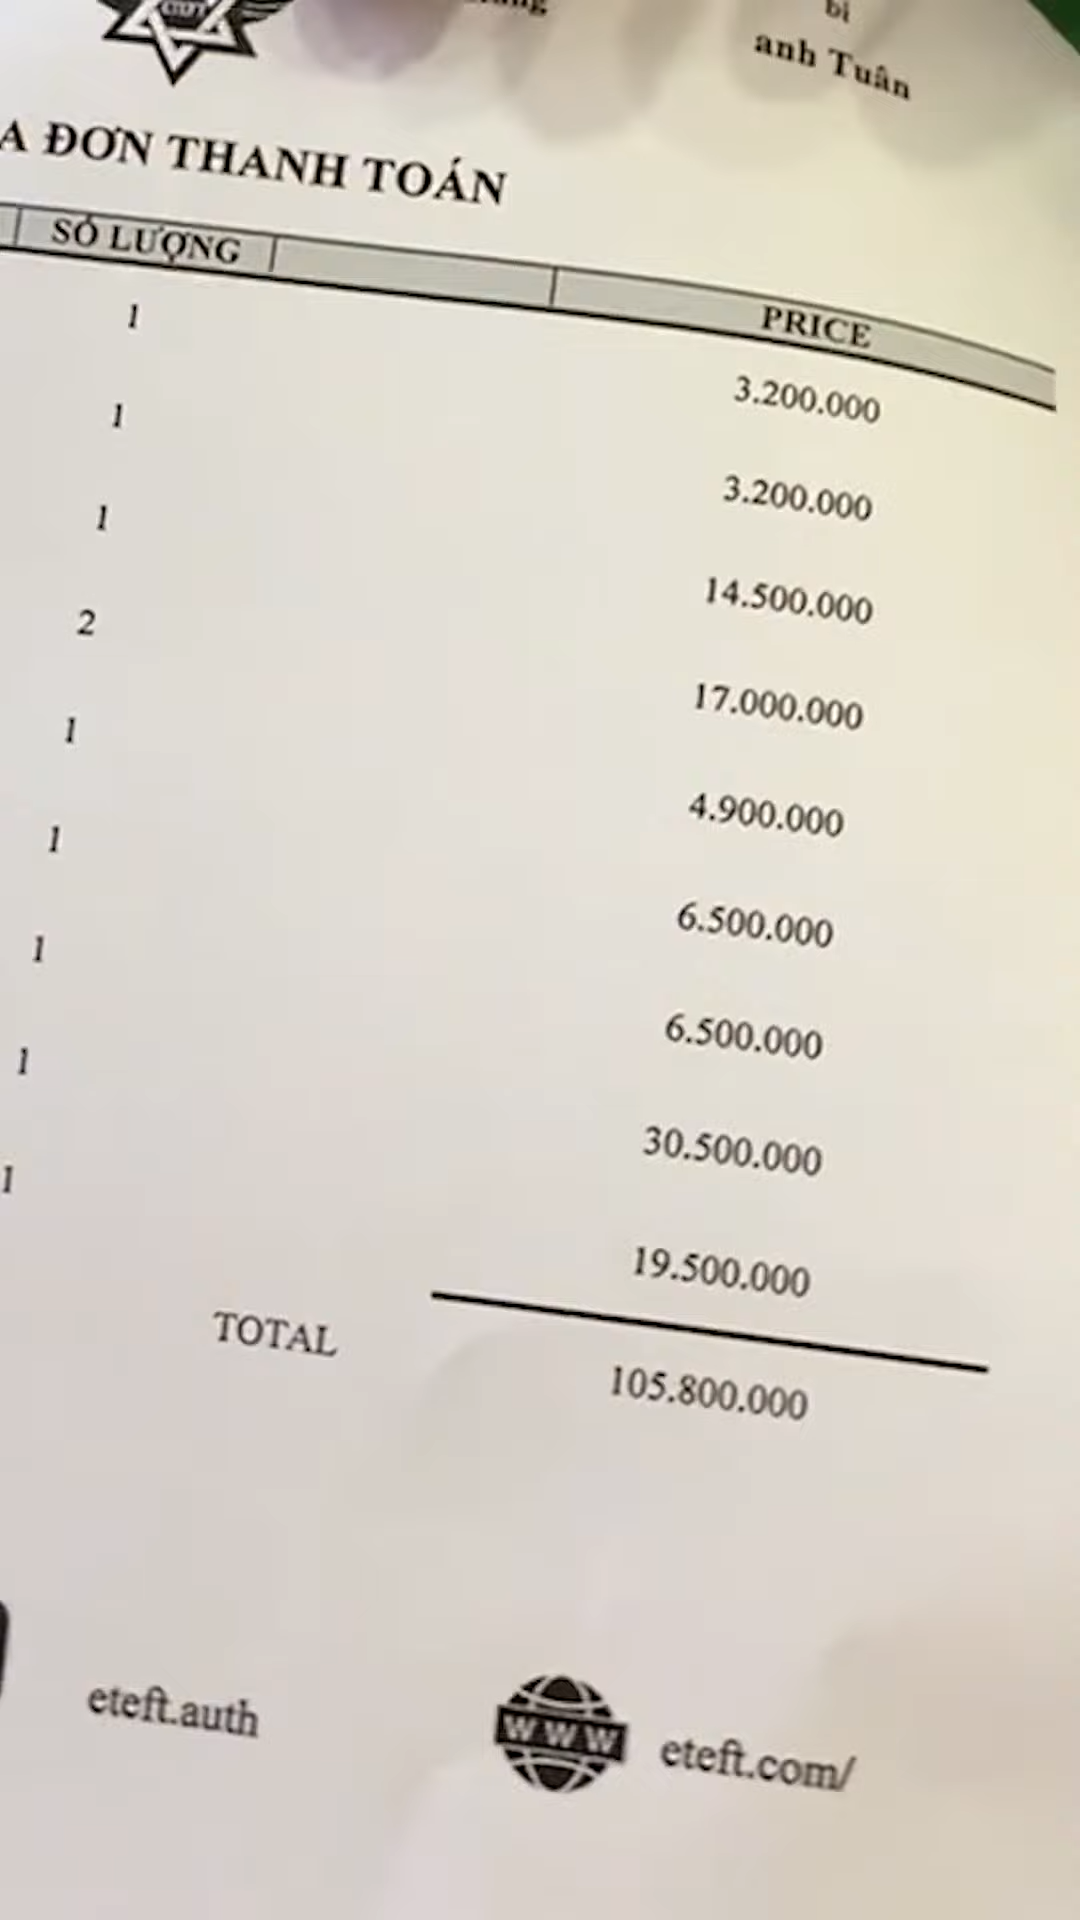 bi
anh Tuân
A ĐƠN THANH TOÁN
SỐ LƯỢNG PRICE
1 3.200.000
1 3.200.000
1 14.500.000
2 17.000.000
1 4.900.000
1 6.500.000
1 6.500.000
1 30.500.000
1 19.500.000
TOTAL 105.800.000
eteft.auth WWW eteft.com/